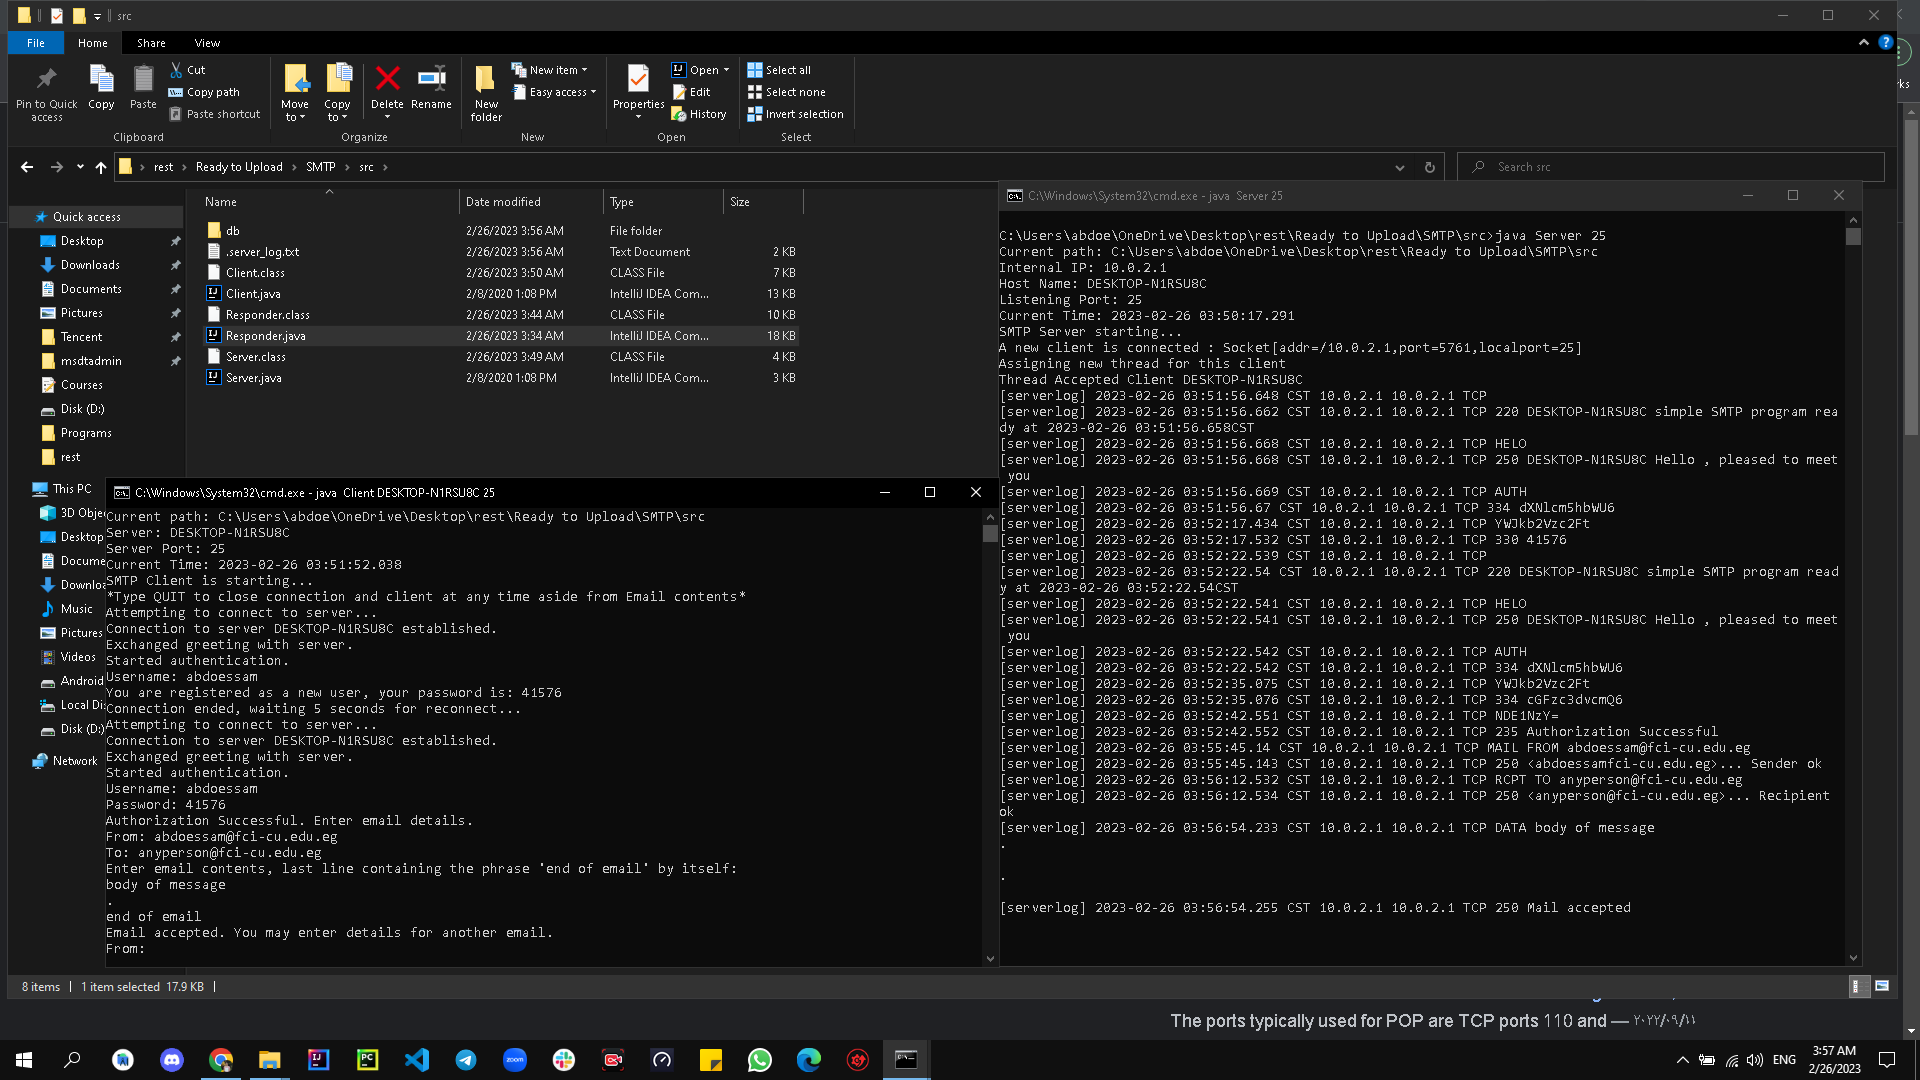 src
File
Home
Share
View
Pin to Quick access
Copy
Paste
Cut
Copy path
Paste shortcut
Clipboard
Move to
Copy to
Delete
Rename
Organize
New folder
New item
Easy access
New
Properties
Open
Edit
History
Open
Select all
Select none
Invert selection
Select
rest > Ready to Upload > SMTP > src >
Search src
Name Date modified Type Size
db 2/26/2023 3:56 AM File folder
.server_log.txt 2/26/2023 3:56 AM Text Document 2 KB
Client.class 2/26/2023 3:50 AM CLASS File 7 KB
Client.java 2/8/2020 1:08 PM IntelliJ IDEA Com... 13 KB
Responder.class 2/26/2023 3:44 AM CLASS File 10 KB
Responder.java 2/26/2023 3:34 AM IntelliJ IDEA Com... 18 KB
Server.class 2/26/2023 3:49 AM CLASS File 4 KB
Server.java 2/8/2020 1:08 PM IntelliJ IDEA Com... 3 KB
Quick access
Desktop
Downloads
Documents
Pictures
Tencent
msdtadmin
Courses
Disk (D:)
Programs
rest
This PC
3D Obje
Desktop
Docume
Downloa
Music
Pictures
Videos
Android
Local Di
Disk (D:)
Network
C:\Windows\System32\cmd.exe - java Client DESKTOP-N1RSU8C 25
Current path: C:\Users\abdoe\OneDrive\Desktop\rest\Ready to Upload\SMTP\src
Server: DESKTOP-N1RSU8C
Server Port: 25
Current Time: 2023-02-26 03:51:52.038
SMTP Client is starting...
*Type QUIT to close connection and client at any time aside from Email contents*
Attempting to connect to server...
Connection to server DESKTOP-N1RSU8C established.
Exchanged greeting with server.
Started authentication.
Username: abdoessam
You are registered as a new user, your password is: 41576
Connection ended, waiting 5 seconds for reconnect...
Attempting to connect to server...
Connection to server DESKTOP-N1RSU8C established.
Exchanged greeting with server.
Started authentication.
Username: abdoessam
Password: 41576
Authorization Successful. Enter email details.
From: abdoessam@fci-cu.edu.eg
To: anyperson@fci-cu.edu.eg
Enter email contents, last line containing the phrase 'end of email' by itself:
body of message
.
end of email
Email accepted. You may enter details for another email.
From:
C:\Windows\System32\cmd.exe - java Server 25
C:\Users\abdoe\OneDrive\Desktop\rest\Ready to Upload\SMTP\src>java Server 25
Current path: C:\Users\abdoe\OneDrive\Desktop\rest\Ready to Upload\SMTP\src
Internal IP: 10.0.2.1
Host Name: DESKTOP-N1RSU8C
Listening Port: 25
Current Time: 2023-02-26 03:50:17.291
SMTP Server starting...
A new client is connected : Socket[addr=/10.0.2.1,port=5761,localport=25]
Assigning new thread for this client
Thread Accepted Client DESKTOP-N1RSU8C
[serverlog] 2023-02-26 03:51:56.648 CST 10.0.2.1 10.0.2.1 TCP
[serverlog] 2023-02-26 03:51:56.662 CST 10.0.2.1 10.0.2.1 TCP 220 DESKTOP-N1RSU8C simple SMTP program rea
dy at 2023-02-26 03:51:56.658CST
[serverlog] 2023-02-26 03:51:56.668 CST 10.0.2.1 10.0.2.1 TCP HELO
[serverlog] 2023-02-26 03:51:56.668 CST 10.0.2.1 10.0.2.1 TCP 250 DESKTOP-N1RSU8C Hello , pleased to meet
you
[serverlog] 2023-02-26 03:51:56.669 CST 10.0.2.1 10.0.2.1 TCP AUTH
[serverlog] 2023-02-26 03:51:56.67 CST 10.0.2.1 10.0.2.1 TCP 334 dXNlcm5hbWU6
[serverlog] 2023-02-26 03:52:17.434 CST 10.0.2.1 10.0.2.1 TCP YWJkb2Vzc2Ft
[serverlog] 2023-02-26 03:52:17.532 CST 10.0.2.1 10.0.2.1 TCP 330 41576
[serverlog] 2023-02-26 03:52:22.539 CST 10.0.2.1 10.0.2.1 TCP
[serverlog] 2023-02-26 03:52:22.54 CST 10.0.2.1 10.0.2.1 TCP 220 DESKTOP-N1RSU8C simple SMTP program read
y at 2023-02-26 03:52:22.54CST
[serverlog] 2023-02-26 03:52:22.541 CST 10.0.2.1 10.0.2.1 TCP HELO
[serverlog] 2023-02-26 03:52:22.541 CST 10.0.2.1 10.0.2.1 TCP 250 DESKTOP-N1RSU8C Hello , pleased to meet
you
[serverlog] 2023-02-26 03:52:22.542 CST 10.0.2.1 10.0.2.1 TCP AUTH
[serverlog] 2023-02-26 03:52:22.542 CST 10.0.2.1 10.0.2.1 TCP 334 dXNlcm5hbWU6
[serverlog] 2023-02-26 03:52:35.075 CST 10.0.2.1 10.0.2.1 TCP YWJkb2Vzc2Ft
[serverlog] 2023-02-26 03:52:35.076 CST 10.0.2.1 10.0.2.1 TCP 334 cGFzc3dvcmQ6
[serverlog] 2023-02-26 03:52:42.551 CST 10.0.2.1 10.0.2.1 TCP NDE1NzY=
[serverlog] 2023-02-26 03:52:42.552 CST 10.0.2.1 10.0.2.1 TCP 235 Authorization Successful
[serverlog] 2023-02-26 03:55:45.14 CST 10.0.2.1 10.0.2.1 TCP MAIL FROM abdoessam@fci-cu.edu.eg
[serverlog] 2023-02-26 03:55:45.143 CST 10.0.2.1 10.0.2.1 TCP 250 <abdoessamfci-cu.edu.eg>... Sender ok
[serverlog] 2023-02-26 03:56:12.532 CST 10.0.2.1 10.0.2.1 TCP RCPT TO anyperson@fci-cu.edu.eg
[serverlog] 2023-02-26 03:56:12.534 CST 10.0.2.1 10.0.2.1 TCP 250 <anyperson@fci-cu.edu.eg>... Recipient
ok
[serverlog] 2023-02-26 03:56:54.233 CST 10.0.2.1 10.0.2.1 TCP DATA body of message
.
.
[serverlog] 2023-02-26 03:56:54.255 CST 10.0.2.1 10.0.2.1 TCP 250 Mail accepted
8 items | 1 item selected 17.9 KB |
The ports typically used for POP are TCP ports 110 and — ٢٠٢٢/٠٩/١١
ENG
3:57 AM
2/26/2023